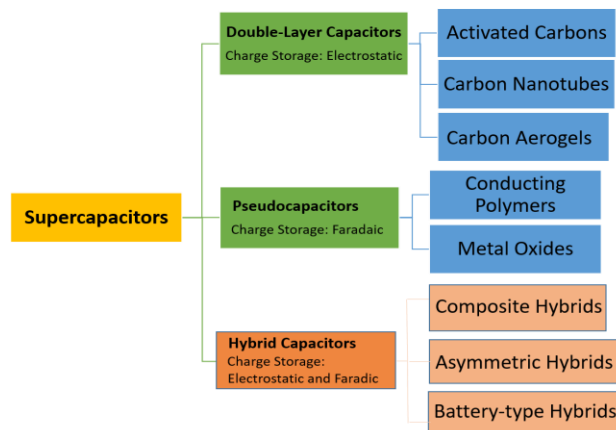 Supercapacitors
Double-Layer Capacitors
Charge Storage: Electrostatic
Activated Carbons
Carbon Nanotubes
Carbon Aerogels
Pseudocapacitors
Charge Storage: Faradaic
Conducting
Polymers
Metal Oxides
Hybrid Capacitors
Charge Storage:
Electrostatic and Faradic
Composite Hybrids
Asymmetric Hybrids
Battery-type Hybrids